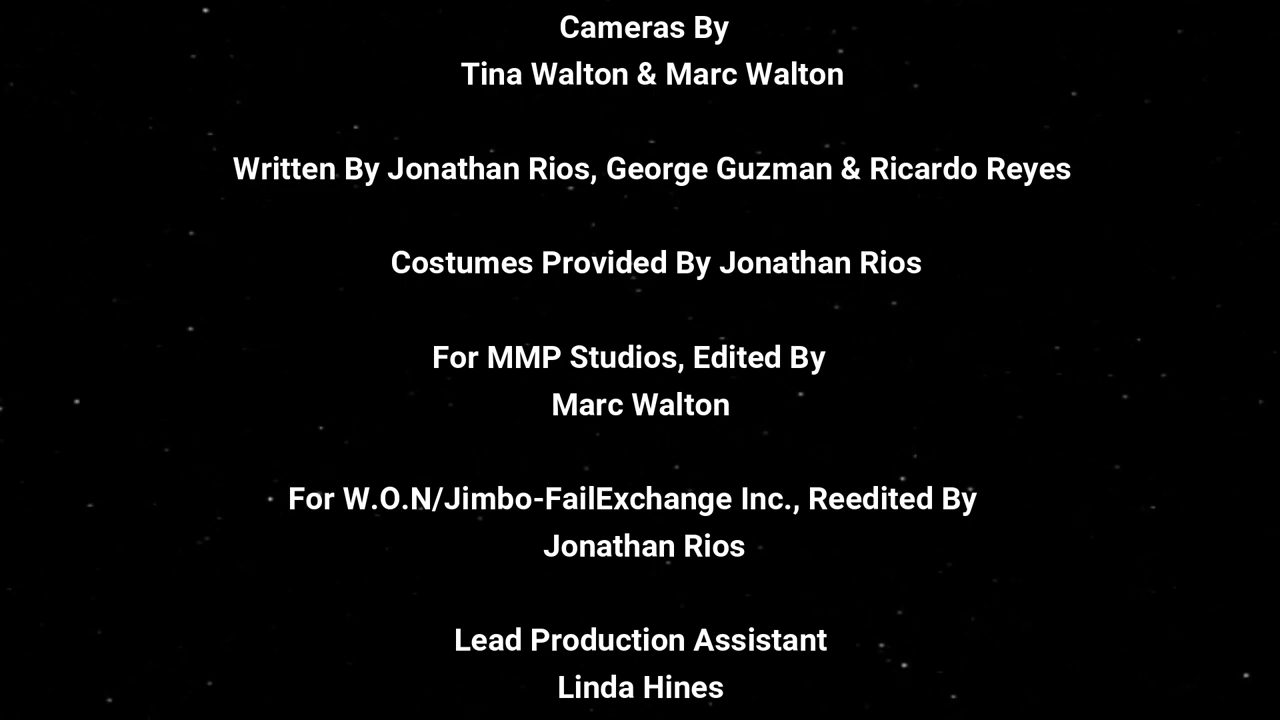 Cameras By
Tina Walton & Marc Walton
Written By Jonathan Rios, George Guzman & Ricardo Reyes
Costumes Provided By Jonathan Rios
For MMP Studios, Edited By
Marc Walton
For W.O.N/Jimbo-FailExchange Inc., Reedited By
Jonathan Rios
Lead Production Assistant
Linda Hines